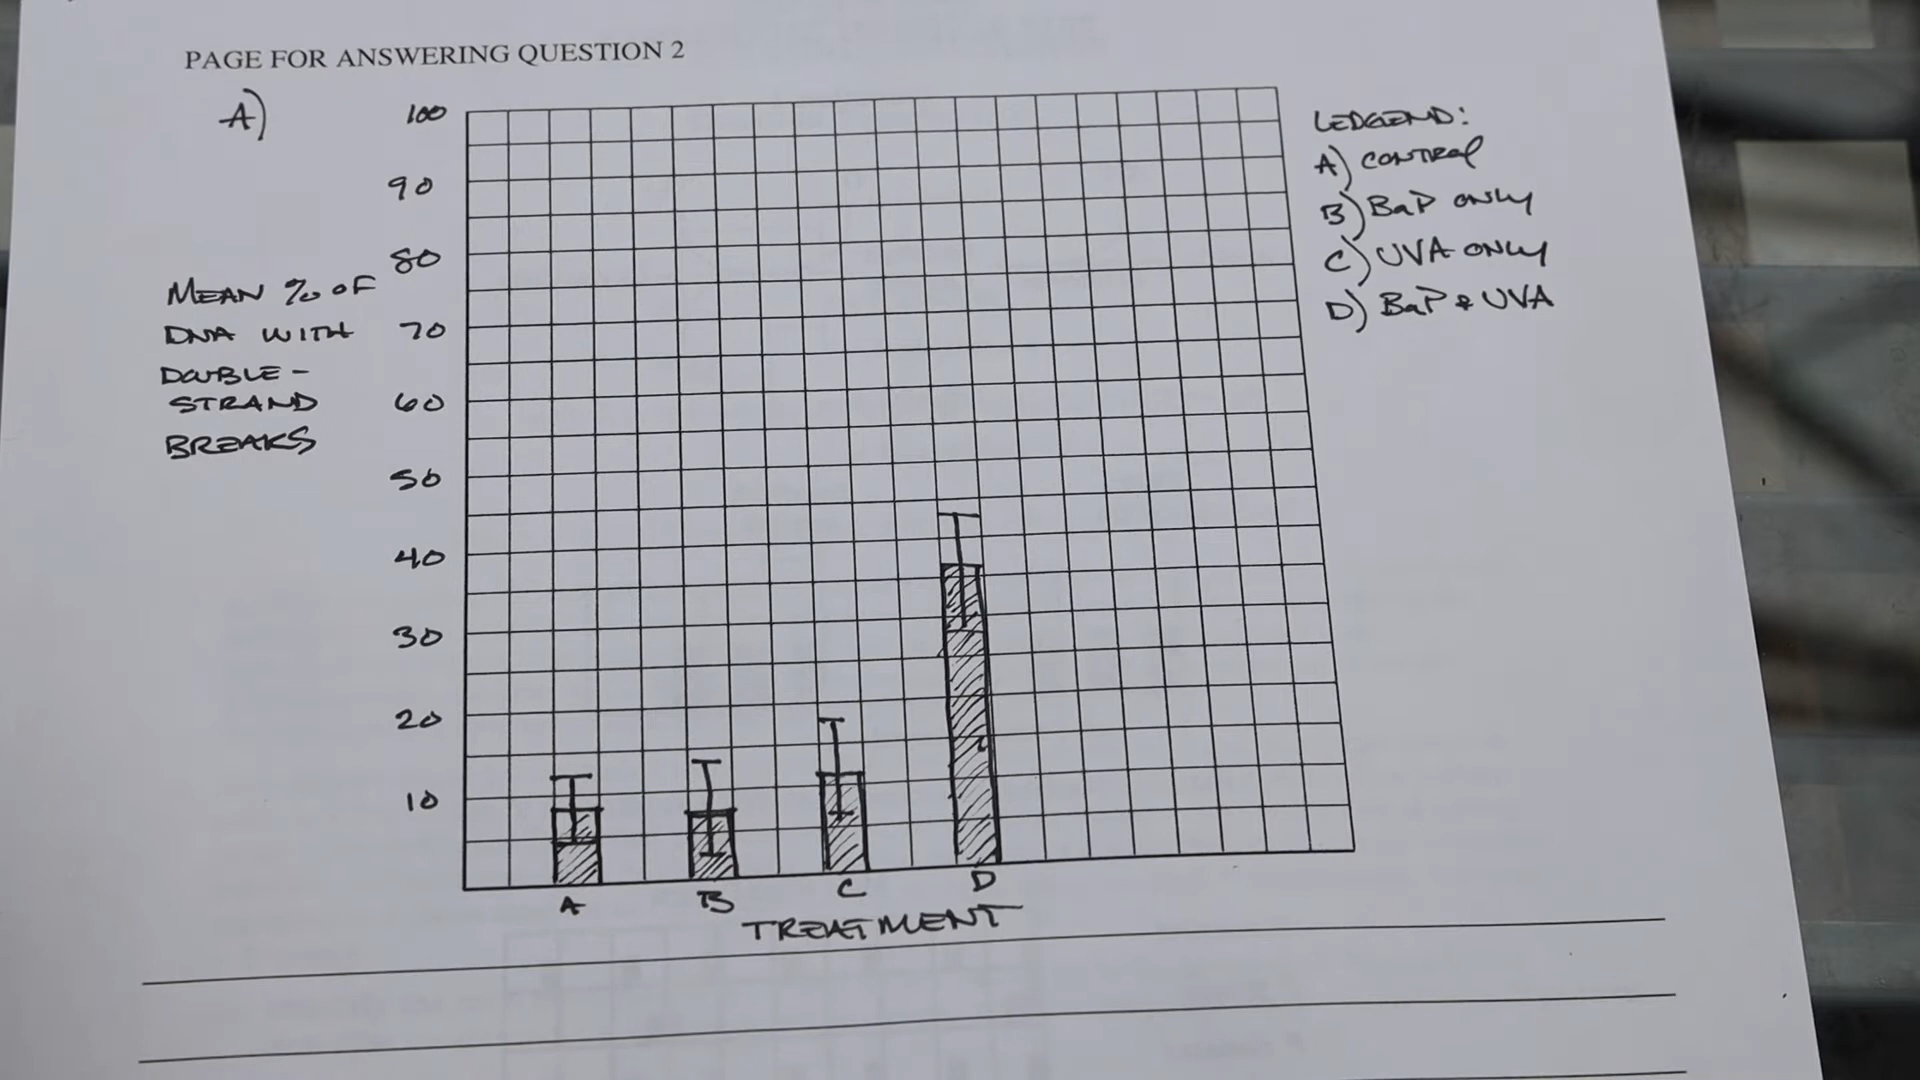 PAGE FOR ANSWERING QUESTION 2
A)
100
90
80
70
60
50
40
30
20
10
MEAN % OF
DNA WITH
DOUBLE-
STRAND
BREAKS
A
B
C
D
TREATMENT
LEDGEND:
A) CONTROL
B) BaP ONLY
C) UVA ONLY
D) BaP & UVA